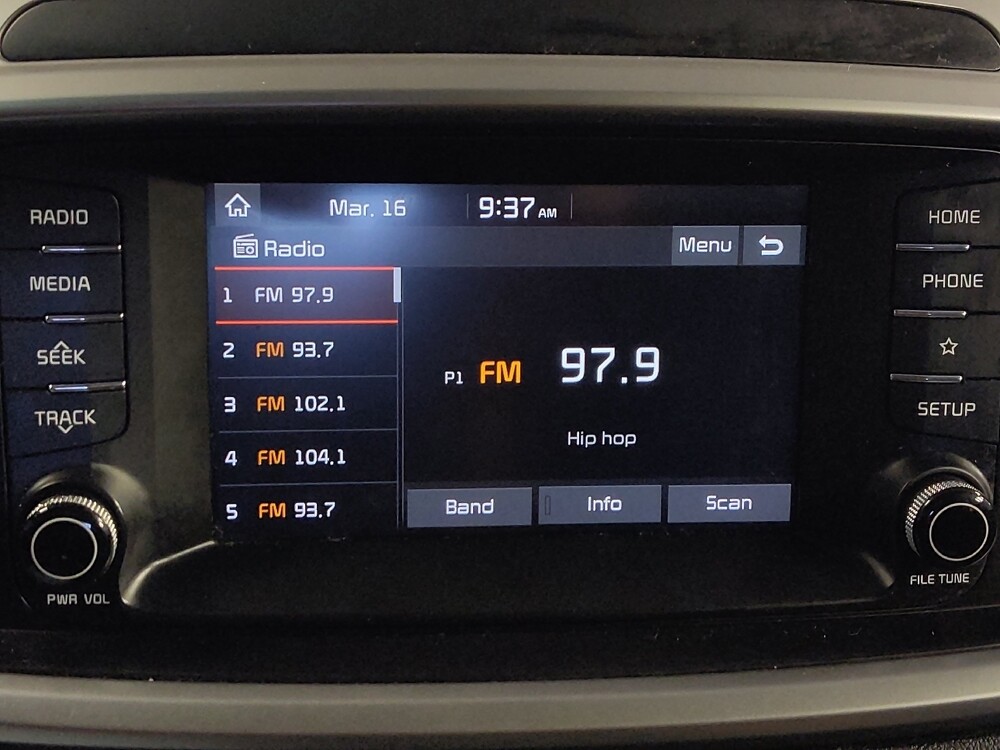 RADIO
MEDIA
SEEK
TRACK
PWR VOL
Mar. 16
9:37 AM
Radio
Menu
1 FM 97.9
2 FM 93.7
3 FM 102.1
4 FM 104.1
5 FM 93.7
P1 FM 97.9
Hip hop
Band
Info
Scan
HOME
PHONE
SETUP
FILE TUNE